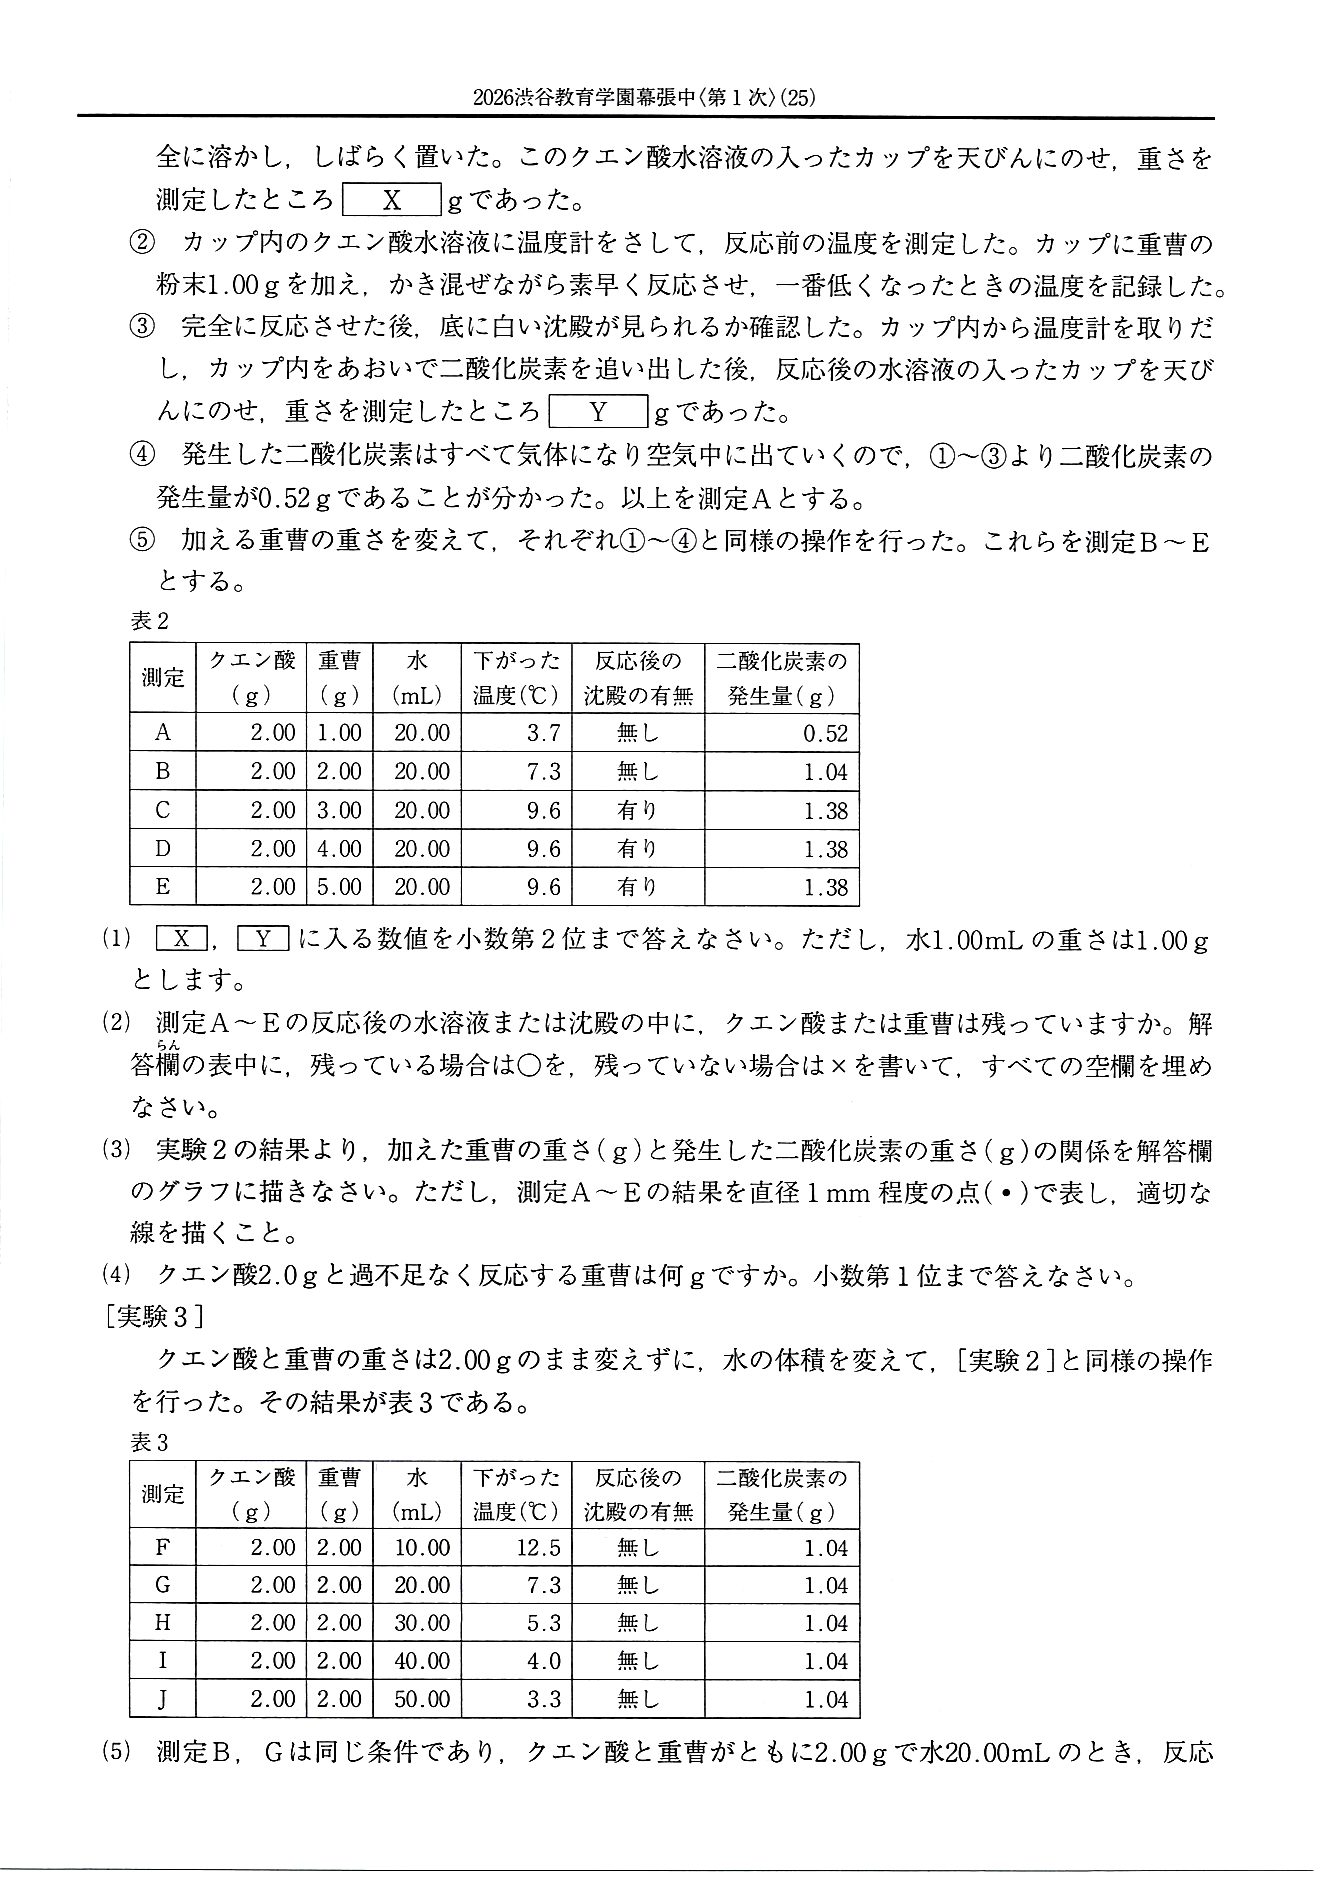 2026渋谷教育学園幕張中〈第1次〉(25)
全に溶かし，しばらく置いた。このクエン酸水溶液の入ったカップを天びんにのせ，重さを
測定したところ X gであった。
② カップ内のクエン酸水溶液に温度計をさして，反応前の温度を測定した。カップに重曹の
粉末1.00gを加え，かき混ぜながら素早く反応させ，一番低くなったときの温度を記録した。
③ 完全に反応させた後，底に白い沈殿が見られるか確認した。カップ内から温度計を取りだ
し，カップ内をあおいで二酸化炭素を追い出した後，反応後の水溶液の入ったカップを天び
んにのせ，重さを測定したところ Y gであった。
④ 発生した二酸化炭素はすべて気体になり空気中に出ていくので，①～③より二酸化炭素の
発生量が0.52gであることが分かった。以上を測定Aとする。
⑤ 加える重曹の重さを変えて，それぞれ①～④と同様の操作を行った。これらを測定B～E
とする。
表2
測定 クエン酸(g) 重曹(g) 水(mL) 下がった温度(℃) 反応後の沈殿の有無 二酸化炭素の発生量(g)
A 2.00 1.00 20.00 3.7 無し 0.52
B 2.00 2.00 20.00 7.3 無し 1.04
C 2.00 3.00 20.00 9.6 有り 1.38
D 2.00 4.00 20.00 9.6 有り 1.38
E 2.00 5.00 20.00 9.6 有り 1.38
(1) X ， Y に入る数値を小数第2位まで答えなさい。ただし，水1.00mLの重さは1.00g
とします。
(2) 測定A～Eの反応後の水溶液または沈殿の中に，クエン酸または重曹は残っていますか。解
らん
答欄の表中に，残っている場合は○を，残っていない場合は×を書いて，すべての空欄を埋め
なさい。
(3) 実験2の結果より，加えた重曹の重さ(g)と発生した二酸化炭素の重さ(g)の関係を解答欄
のグラフに描きなさい。ただし，測定A～Eの結果を直径1mm程度の点(•)で表し，適切な
線を描くこと。
(4) クエン酸2.0gと過不足なく反応する重曹は何gですか。小数第1位まで答えなさい。
［実験3］
クエン酸と重曹の重さは2.00gのまま変えずに，水の体積を変えて，［実験2］と同様の操作
を行った。その結果が表3である。
表3
測定 クエン酸(g) 重曹(g) 水(mL) 下がった温度(℃) 反応後の沈殿の有無 二酸化炭素の発生量(g)
F 2.00 2.00 10.00 12.5 無し 1.04
G 2.00 2.00 20.00 7.3 無し 1.04
H 2.00 2.00 30.00 5.3 無し 1.04
I 2.00 2.00 40.00 4.0 無し 1.04
J 2.00 2.00 50.00 3.3 無し 1.04
(5) 測定B，Gは同じ条件であり，クエン酸と重曹がともに2.00gで水20.00mLのとき，反応